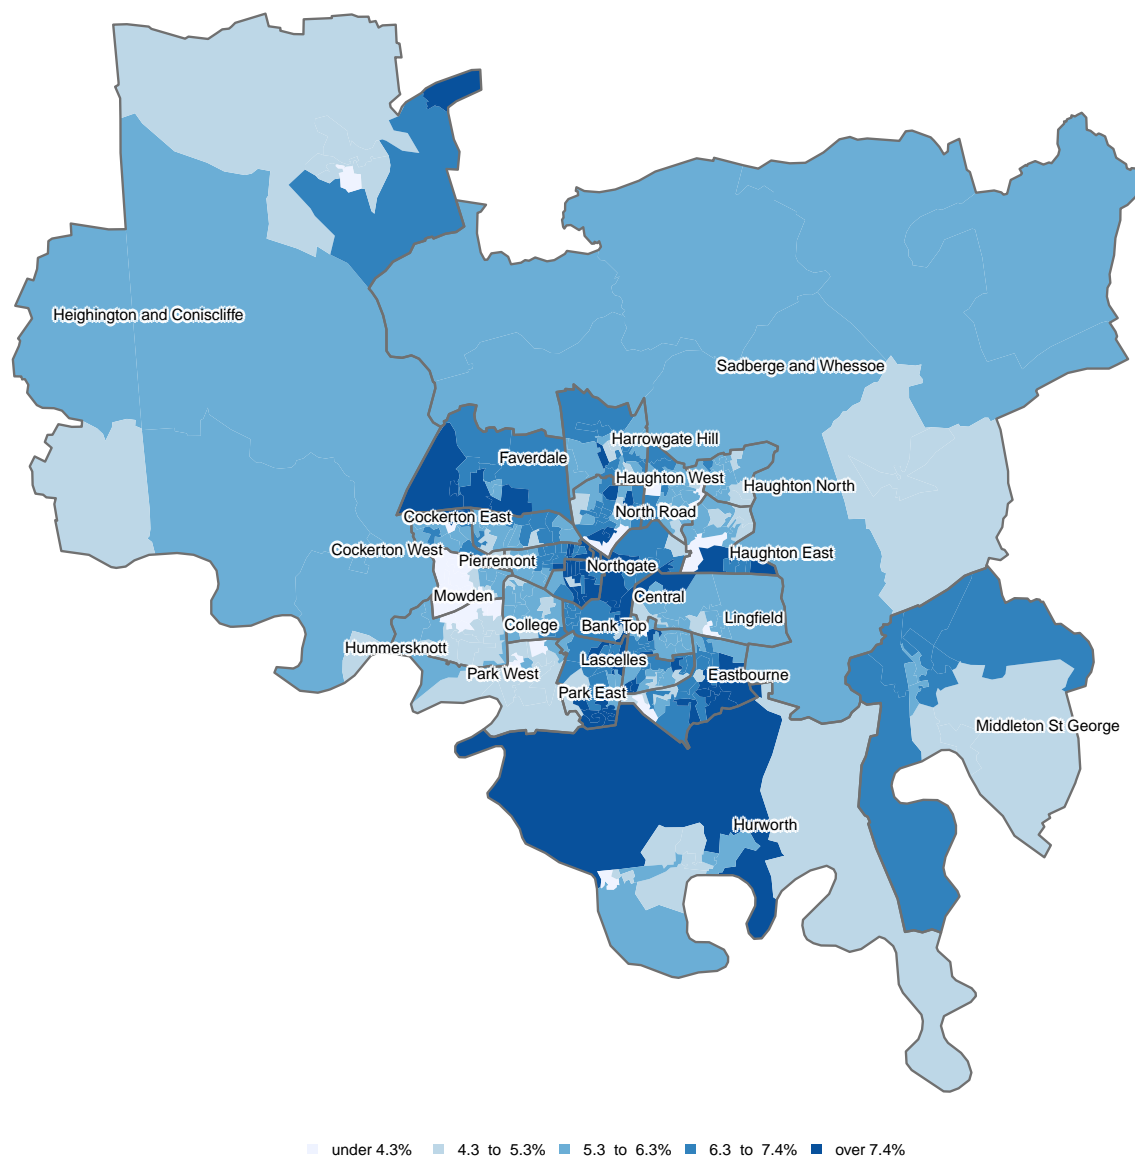 Heighington and Coniscliffe
Sadberge and Whessoe
Harrowgate Hill
Faverdale
Haughton West
Haughton North
Cockerton East
North Road
Cockerton West
Haughton East
Pierremont
Northgate
Mowden
Central
College
Bank Top
Lingfield
Hummersknott
Lascelles
Park West
Eastbourne
Park East
Middleton St George
Hurworth
under 4.3% 4.3 to 5.3% 5.3 to 6.3% 6.3 to 7.4% over 7.4%